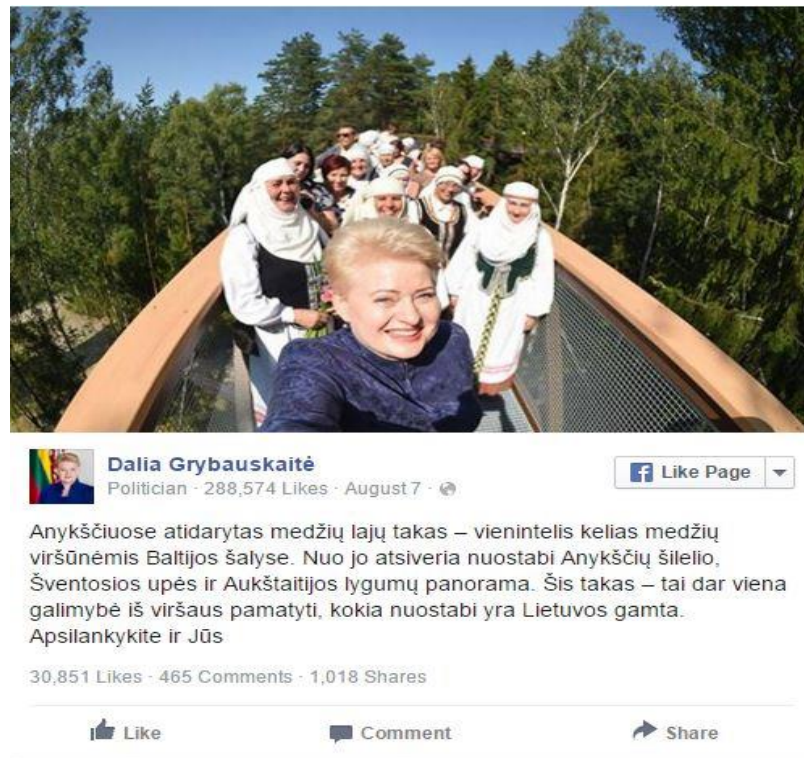 Dalia Grybauskaitė
Politician · 288,574 Likes · August 7 ·
Like Page
Anykščiuose atidarytas medžių lajų takas – vienintelis kelias medžių
viršūnėmis Baltijos šalyse. Nuo jo atsiveria nuostabi Anykščių šilelio,
Šventosios upės ir Aukštaitijos lygumų panorama. Šis takas – tai dar viena
galimybė iš viršaus pamatyti, kokia nuostabi yra Lietuvos gamta.
Apsilankykite ir Jūs
30,851 Likes · 465 Comments · 1,018 Shares
Like Comment Share